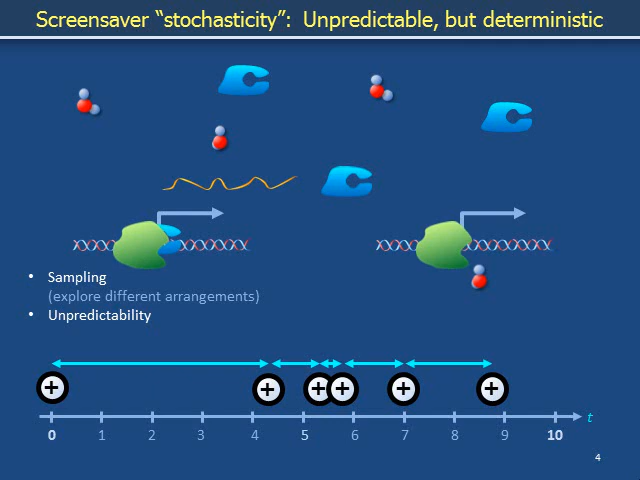 Screensaver “stochasticity”:  Unpredictable, but deterministic
• Sampling
(explore different arrangements)
• Unpredictability
+ + + + + +
t
0 1 2 3 4 5 6 7 8 9 10
4